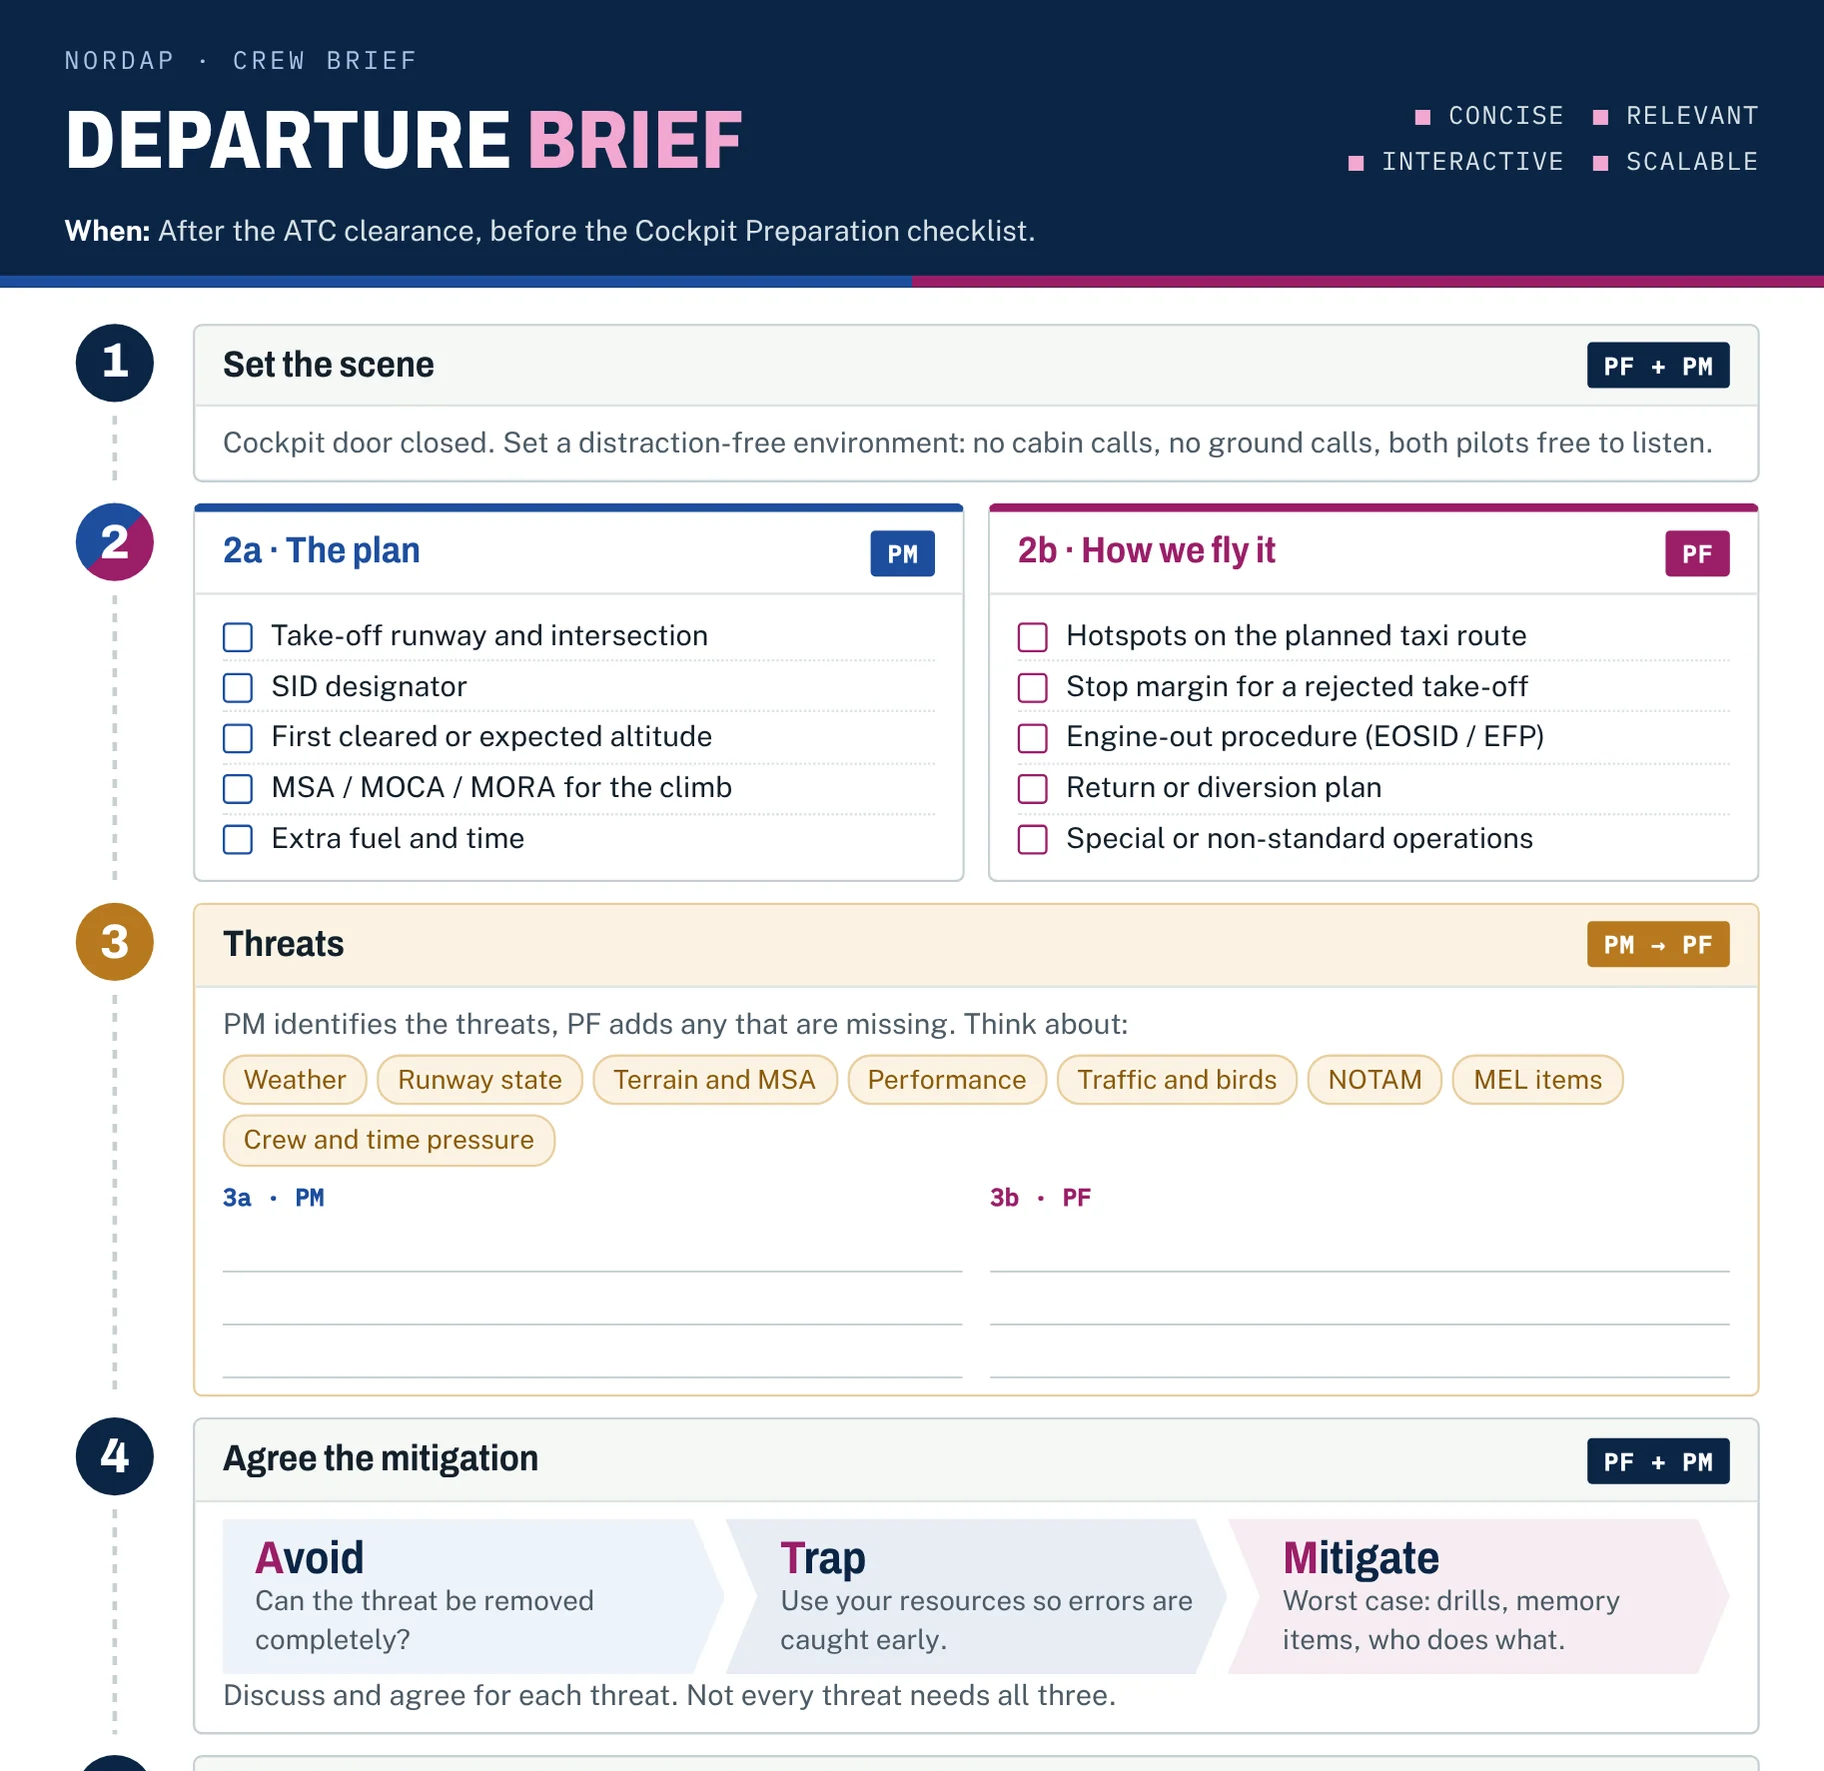 NORDAP · CREW BRIEF
DEPARTURE BRIEF
CONCISE RELEVANT
INTERACTIVE SCALABLE
When: After the ATC clearance, before the Cockpit Preparation checklist.
1
Set the scene
PF + PM
Cockpit door closed. Set a distraction-free environment: no cabin calls, no ground calls, both pilots free to listen.
2
2a · The plan
PM
Take-off runway and intersection
SID designator
First cleared or expected altitude
MSA / MOCA / MORA for the climb
Extra fuel and time
2b · How we fly it
PF
Hotspots on the planned taxi route
Stop margin for a rejected take-off
Engine-out procedure (EOSID / EFP)
Return or diversion plan
Special or non-standard operations
3
Threats
PM → PF
PM identifies the threats, PF adds any that are missing. Think about:
Weather Runway state Terrain and MSA Performance Traffic and birds NOTAM MEL items
Crew and time pressure
3a · PM
3b · PF
4
Agree the mitigation
PF + PM
Avoid
Can the threat be removed
completely?
Trap
Use your resources so errors are
caught early.
Mitigate
Worst case: drills, memory
items, who does what.
Discuss and agree for each threat. Not every threat needs all three.